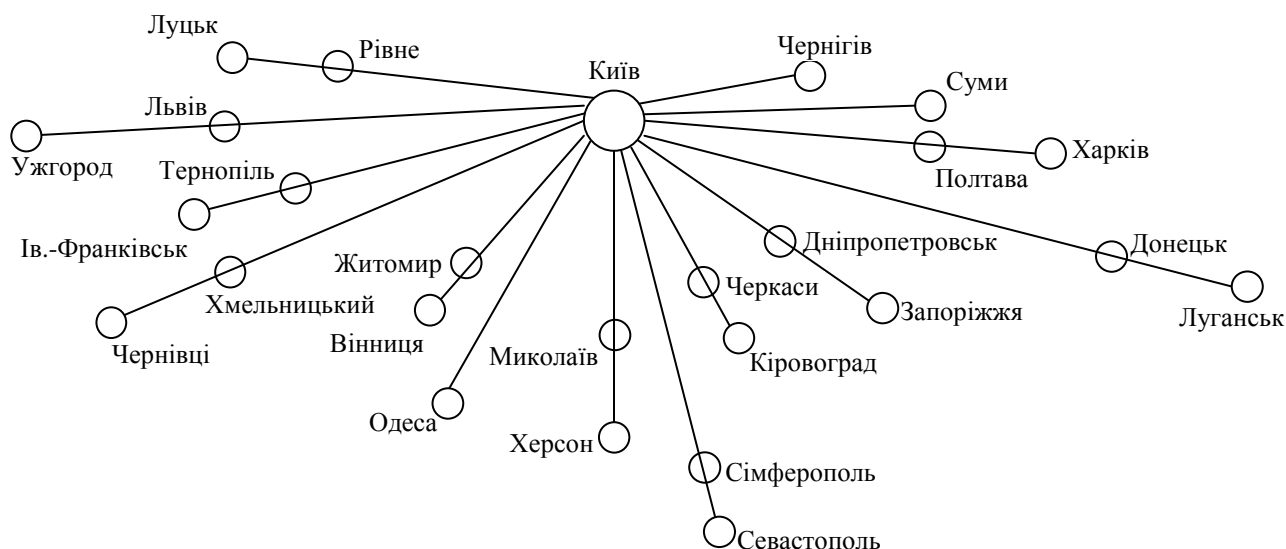 Луцьк
Рівне
Київ
Чернігів
Суми
Львів
Ужгород
Тернопіль
Харків
Полтава
Ів.-Франківськ
Житомир
Дніпропетровськ
Донецьк
Хмельницький
Черкаси
Запоріжжя
Луганськ
Чернівці
Вінниця
Миколаїв
Кіровоград
Одеса
Херсон
Сімферополь
Севастополь